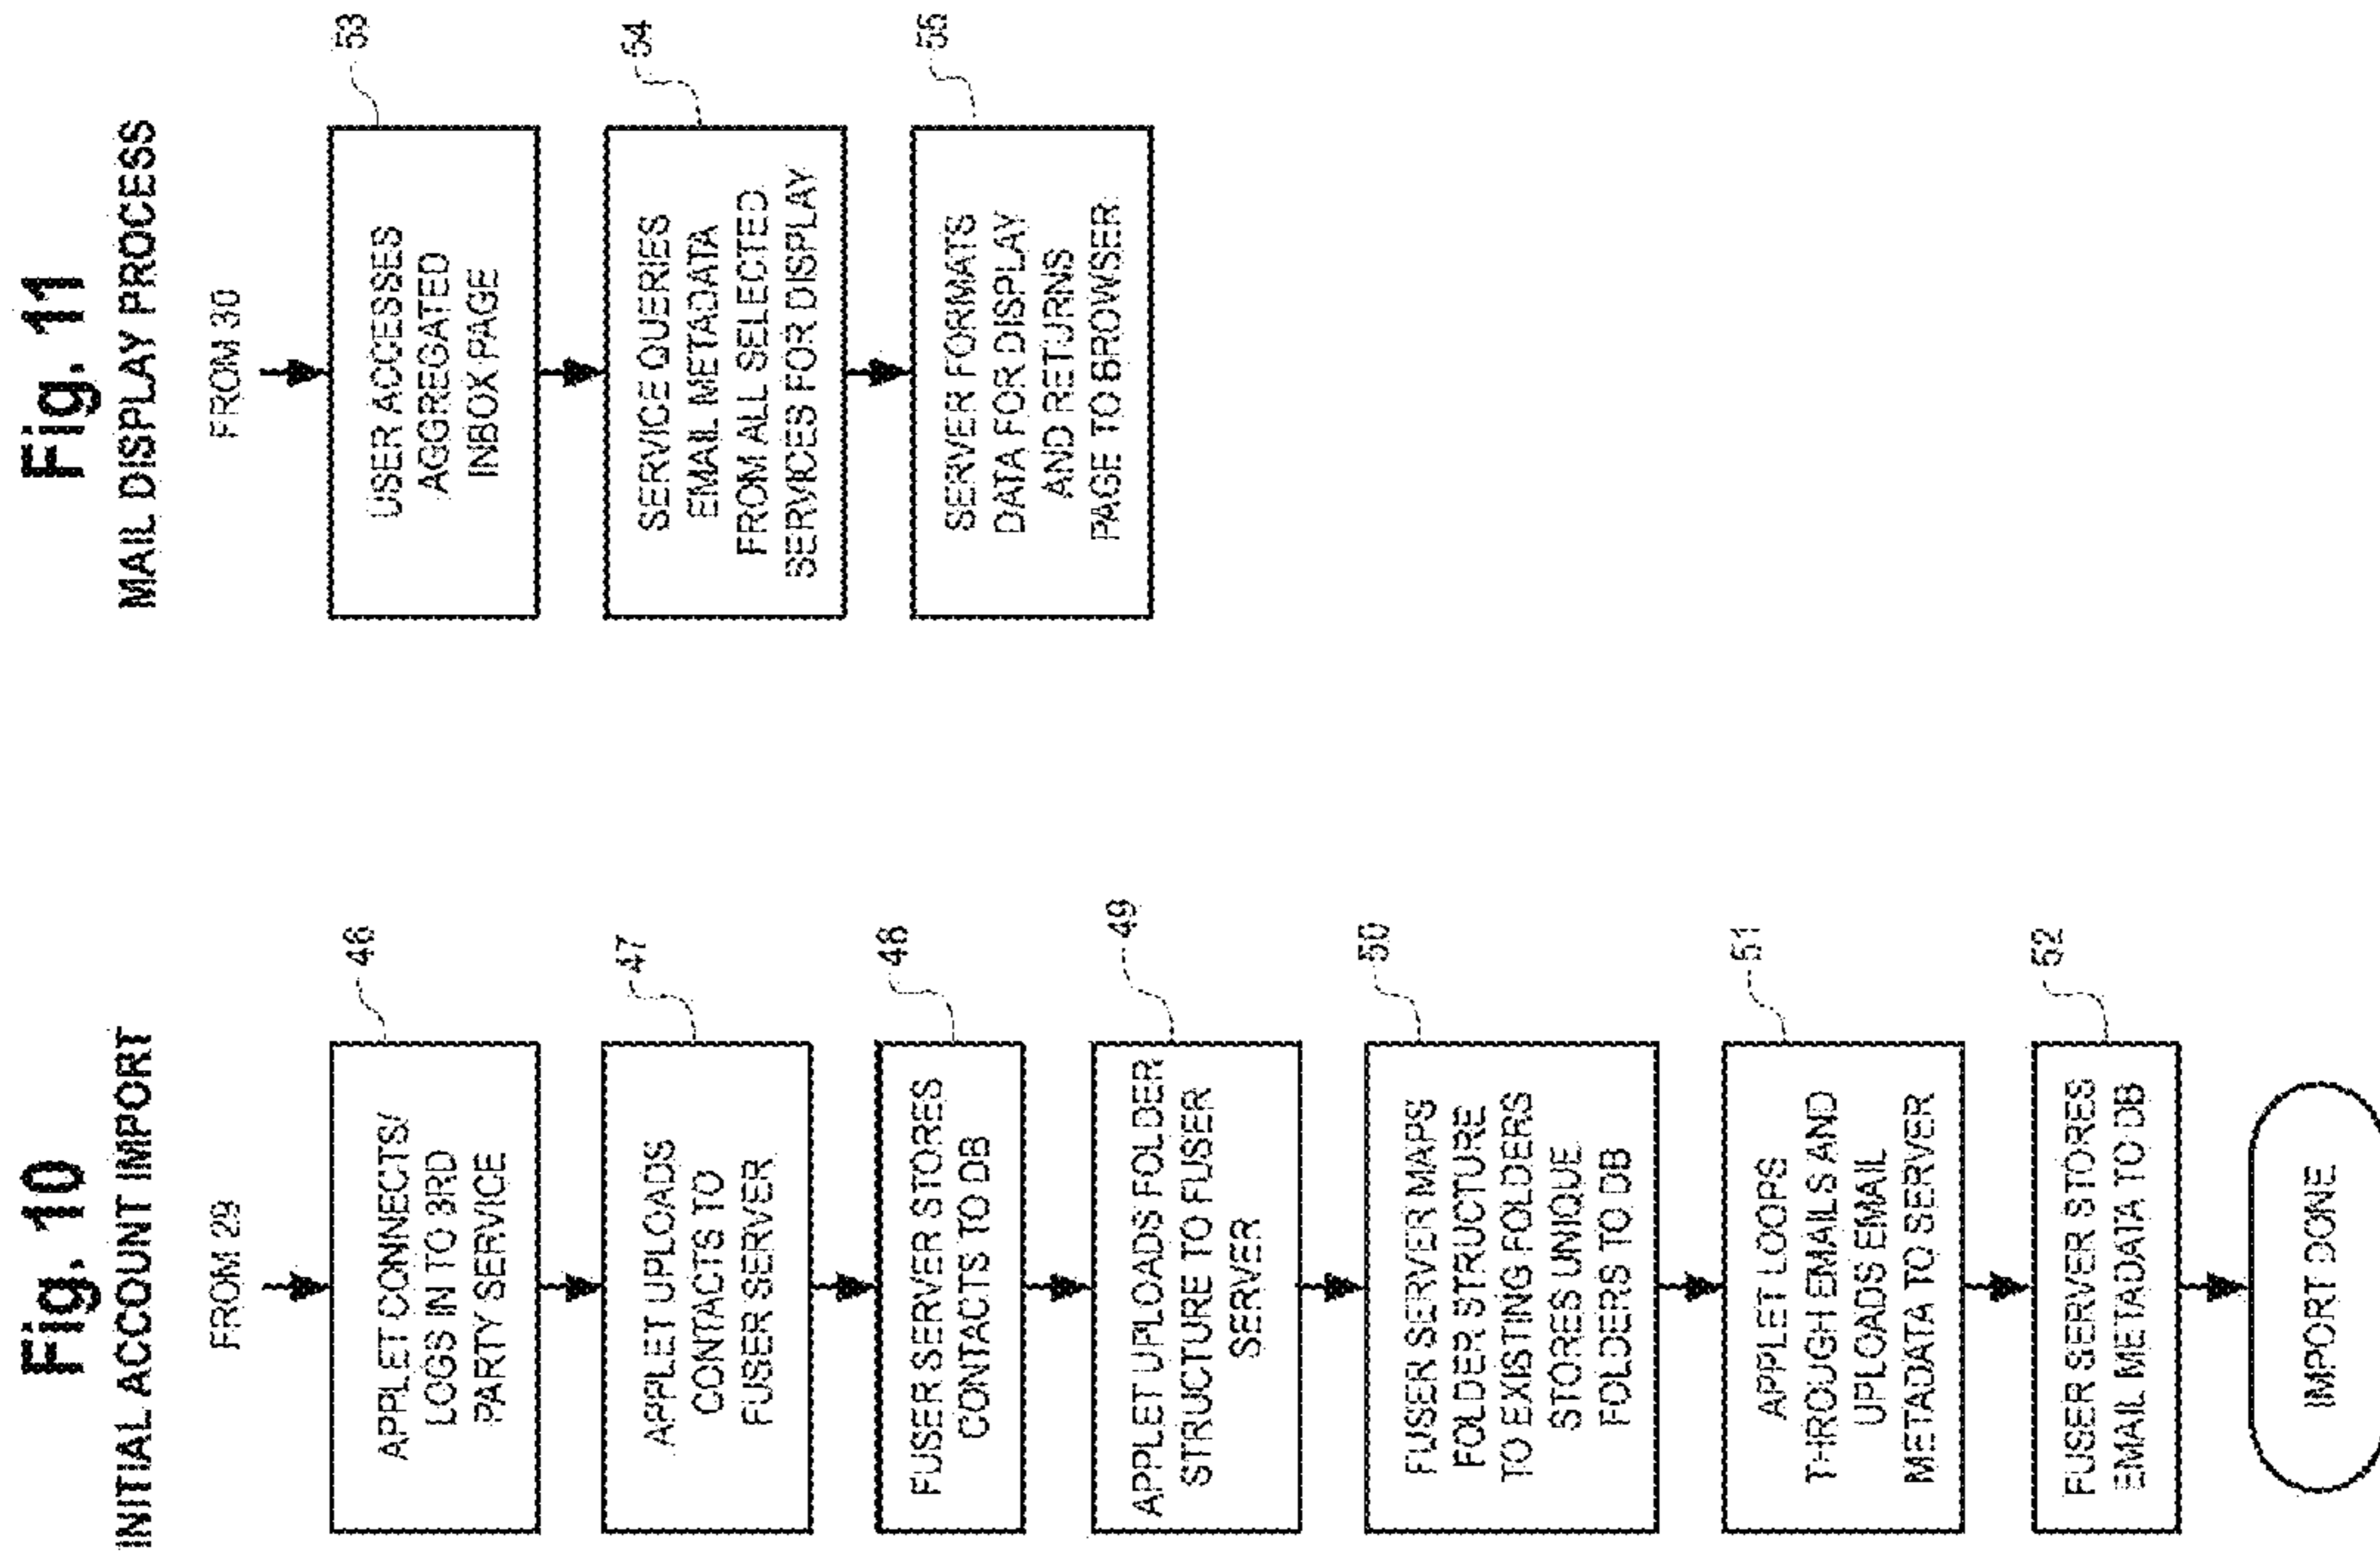 Fig. 10
INITIAL ACCOUNT IMPORT
FROM 29
APPLET CONNECTS/
LOGS IN TO 3RD
PARTY SERVICE
46
APPLET UPLOADS
CONTACTS TO
FUSER SERVER
47
FUSER SERVER STORES
CONTACTS TO DB
48
APPLET UPLOADS FOLDER
STRUCTURE TO FUSER
SERVER
49
FUSER SERVER MAPS
FOLDER STRUCTURE
TO EXISTING FOLDERS
STORES UNIQUE
FOLDERS TO DB
50
APPLET LOOPS
THROUGH EMAILS AND
UPLOADS EMAIL
METADATA TO SERVER
51
FUSER SERVER STORES
EMAIL METADATA TO DB
52
IMPORT DONE
Fig. 11
MAIL DISPLAY PROCESS
FROM 30
USER ACCESSES
AGGREGATED
INBOX PAGE
53
SERVICE QUERIES
EMAIL METADATA
FROM ALL SELECTED
SERVICES FOR DISPLAY
54
SERVER FORMATS
DATA FOR DISPLAY
AND RETURNS
PAGE TO BROWSER
55